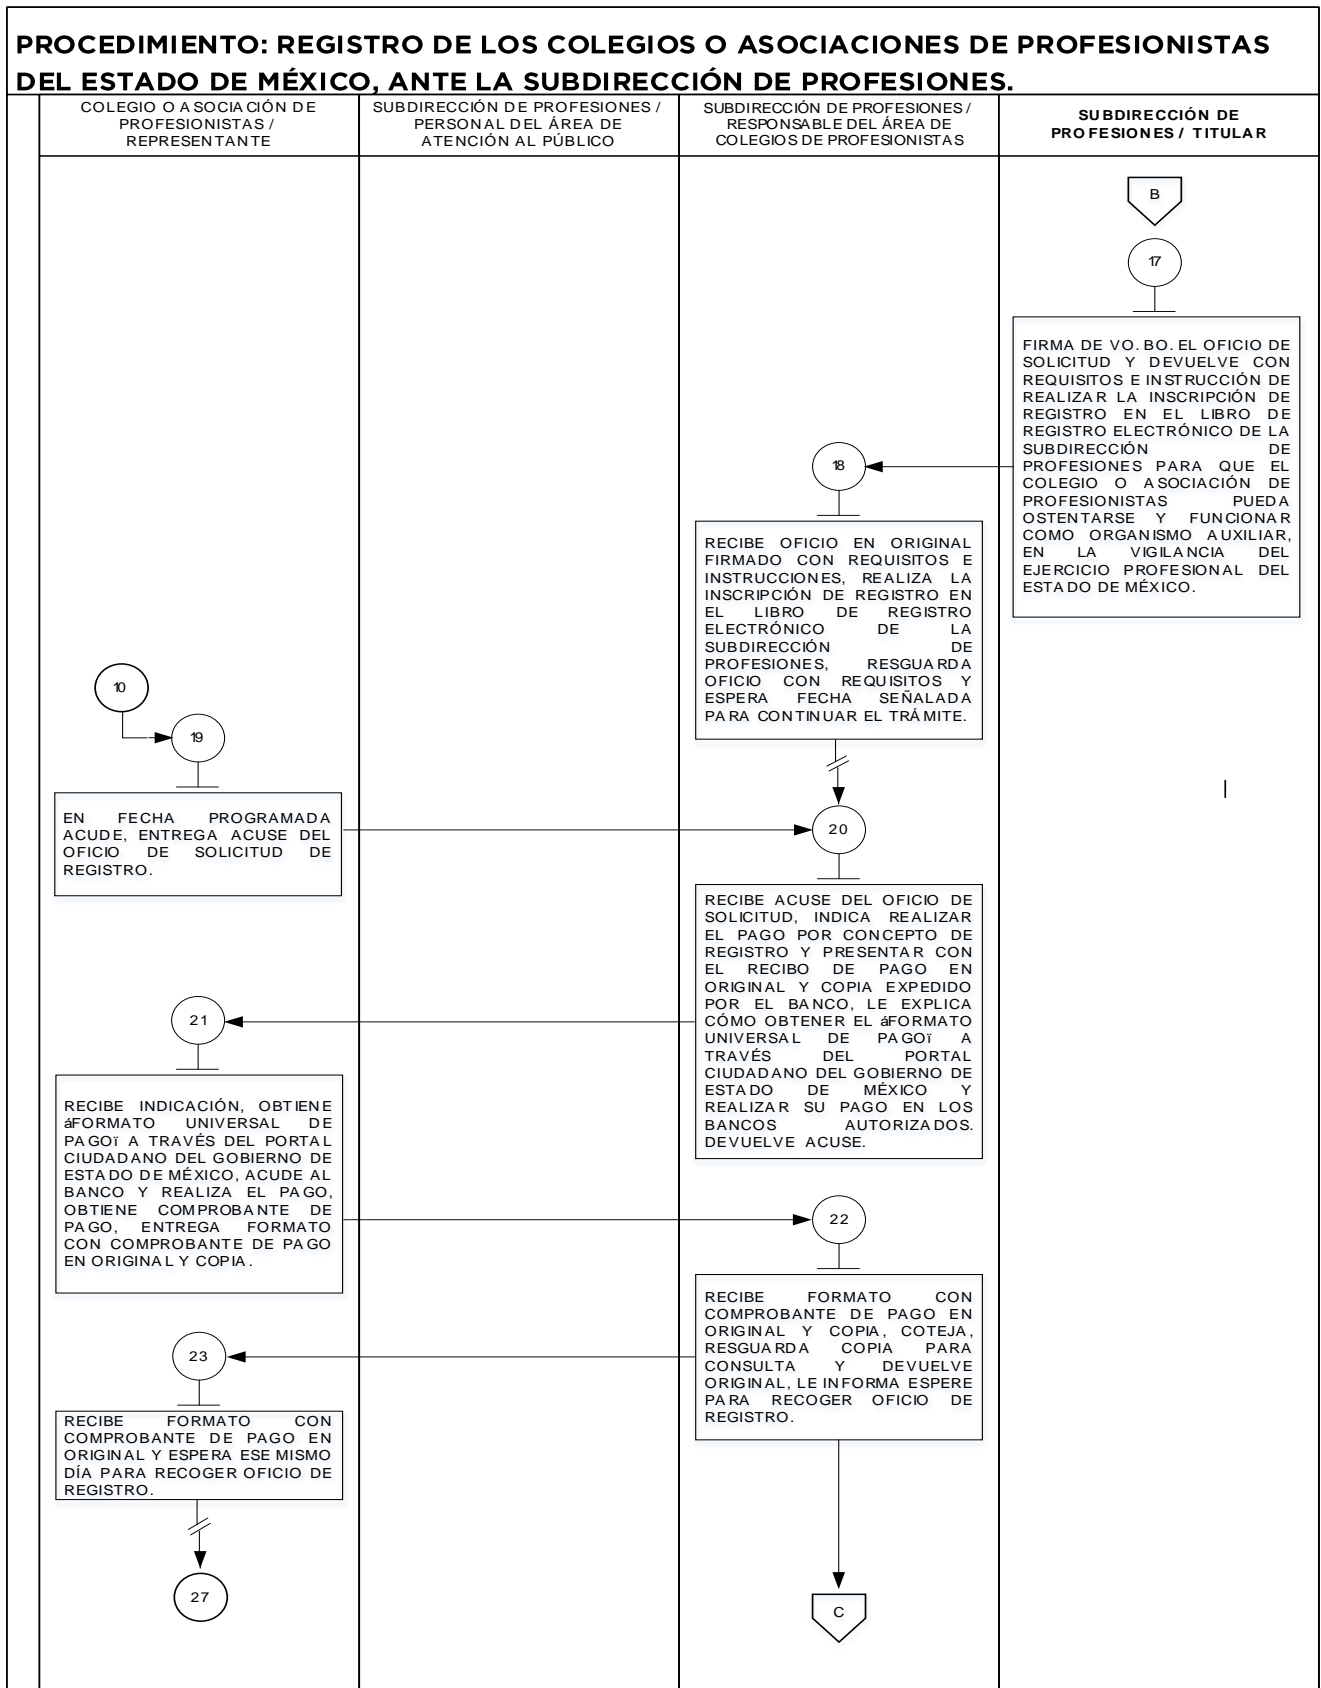 PROCEDIMIENTO: REGISTRO DE LOS COLEGIOS O ASOCIACIONES DE PROFESIONISTAS
DEL ESTADO DE MÉXICO, ANTE LA SUBDIRECCIÓN DE PROFESIONES.
COLEGIO O ASOCIACIÓN DE
PROFESIONISTAS /
REPRESENTANTE
SUBDIRECCIÓN DE PROFESIONES /
PERSONAL DEL ÁREA DE
ATENCIÓN AL PÚBLICO
SUBDIRECCIÓN DE PROFESIONES /
RESPONSABLE DEL ÁREA DE
COLEGIOS DE PROFESIONISTAS
SUBDIRECCIÓN DE
PROFESIONES / TITULAR
B
17
FIRMA DE VO. BO. EL OFICIO DE
SOLICITUD Y DEVUELVE CON
REQUISITOS E INSTRUCCIÓN DE
REALIZAR LA INSCRIPCIÓN DE
REGISTRO EN EL LIBRO DE
REGISTRO ELECTRÓNICO DE LA
SUBDIRECCIÓN DE
PROFESIONES PARA QUE EL
COLEGIO O ASOCIACIÓN DE
PROFESIONISTAS PUEDA
OSTENTARSE Y FUNCIONAR
COMO ORGANISMO AUXILIAR,
EN LA VIGILANCIA DEL
EJERCICIO PROFESIONAL DEL
ESTADO DE MÉXICO.
18
RECIBE OFICIO EN ORIGINAL
FIRMADO CON REQUISITOS E
INSTRUCCIONES, REALIZA LA
INSCRIPCIÓN DE REGISTRO EN
EL LIBRO DE REGISTRO
ELECTRÓNICO DE LA
SUBDIRECCIÓN DE
PROFESIONES, RESGUARDA
OFICIO CON REQUISITOS Y
ESPERA FECHA SEÑALADA
PARA CONTINUAR EL TRÁMITE.
10
19
EN FECHA PROGRAMADA
ACUDE, ENTREGA ACUSE DEL
OFICIO DE SOLICITUD DE
REGISTRO.
20
RECIBE ACUSE DEL OFICIO DE
SOLICITUD, INDICA REALIZAR
EL PAGO POR CONCEPTO DE
REGISTRO Y PRESENTAR CON
EL RECIBO DE PAGO EN
ORIGINAL Y COPIA EXPEDIDO
POR EL BANCO, LE EXPLICA
CÓMO OBTENER EL áFORMATO
UNIVERSAL DE PAGOï A
TRAVÉS DEL PORTAL
CIUDADANO DEL GOBIERNO DE
ESTADO DE MÉXICO Y
REALIZAR SU PAGO EN LOS
BANCOS AUTORIZADOS.
DEVUELVE ACUSE.
21
RECIBE INDICACIÓN, OBTIENE
áFORMATO UNIVERSAL DE
PAGOï A TRAVÉS DEL PORTAL
CIUDADANO DEL GOBIERNO DE
ESTADO DE MÉXICO, ACUDE AL
BANCO Y REALIZA EL PAGO,
OBTIENE COMPROBANTE DE
PAGO, ENTREGA FORMATO
CON COMPROBANTE DE PAGO
EN ORIGINAL Y COPIA.
22
RECIBE FORMATO CON
COMPROBANTE DE PAGO EN
ORIGINAL Y COPIA, COTEJA,
RESGUARDA COPIA PARA
CONSULTA Y DEVUELVE
ORIGINAL, LE INFORMA ESPERE
PARA RECOGER OFICIO DE
REGISTRO.
23
RECIBE FORMATO CON
COMPROBANTE DE PAGO EN
ORIGINAL Y ESPERA ESE MISMO
DÍA PARA RECOGER OFICIO DE
REGISTRO.
27
C